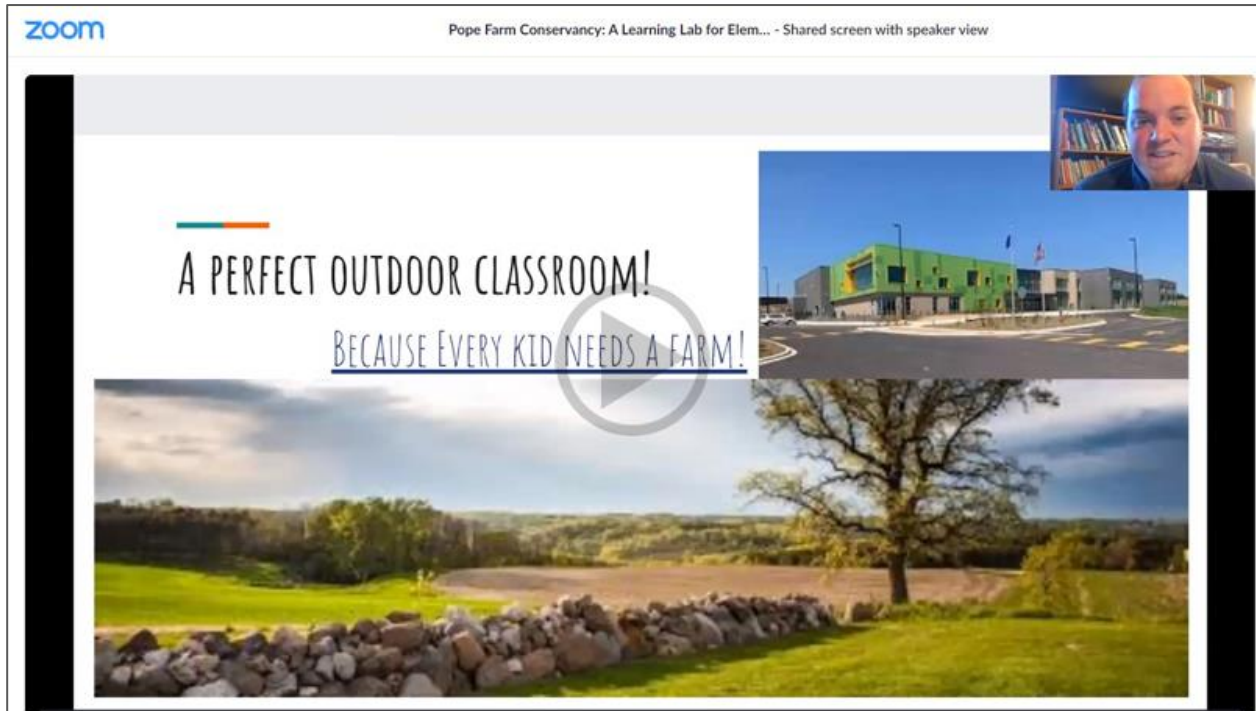 zoom
Pope Farm Conservancy: A Learning Lab for Elem... - Shared screen with speaker view
A PERFECT OUTDOOR CLASSROOM!
BECAUSE EVERY KID NEEDS A FARM!